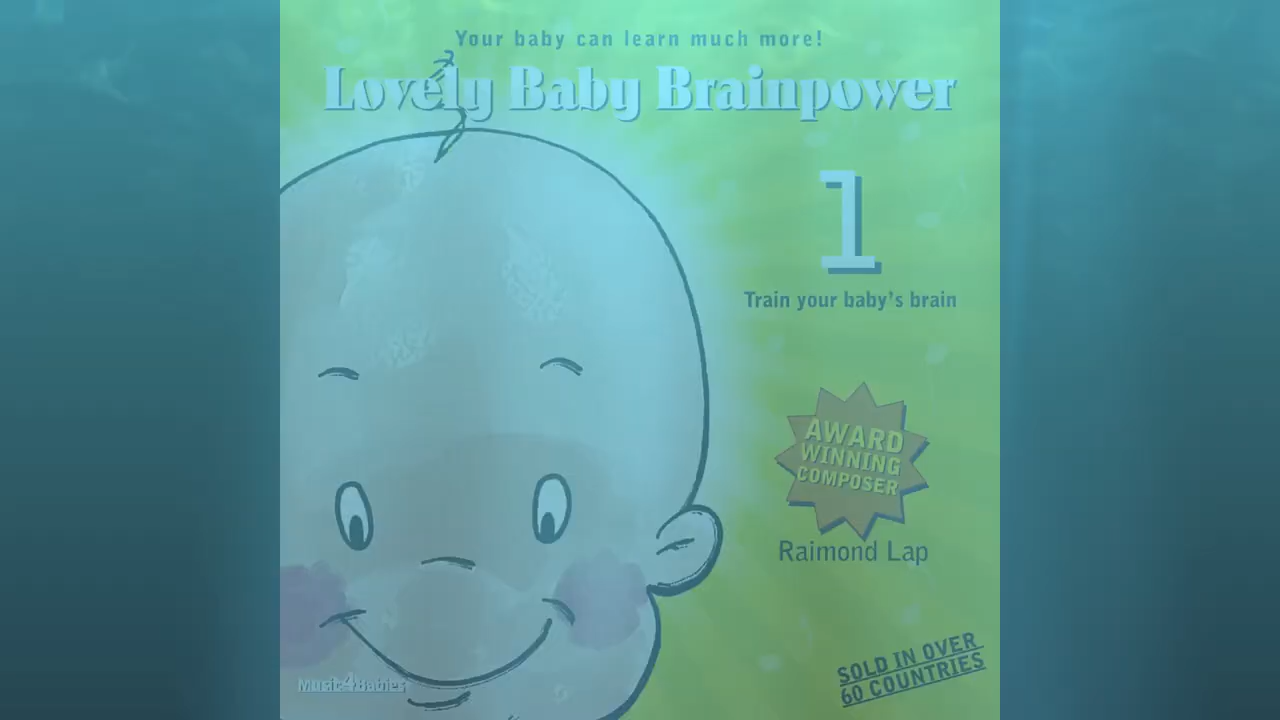 Your baby can learn much more!
Lovely Baby Brainpower
1
Train your baby's brain
AWARD
WINNING
COMPOSER
Raimond Lap
SOLD IN OVER
60 COUNTRIES
Music4Babies